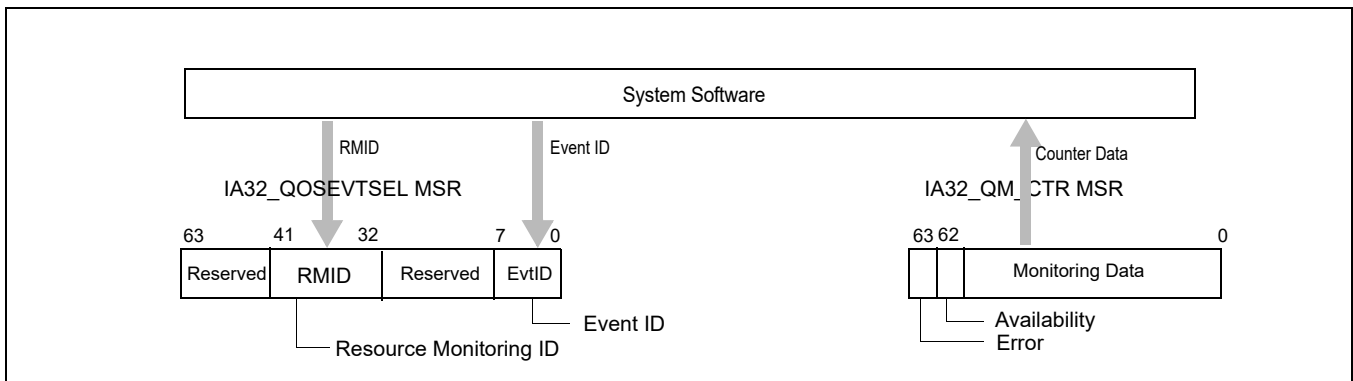 System Software
RMID
Event ID
Counter Data
IA32_QOSEVTSEL MSR
IA32_QM_CTR MSR
63 41 32 7 0
63 62 0
Reserved RMID Reserved EvtID
Monitoring Data
Event ID
Resource Monitoring ID
Availability
Error